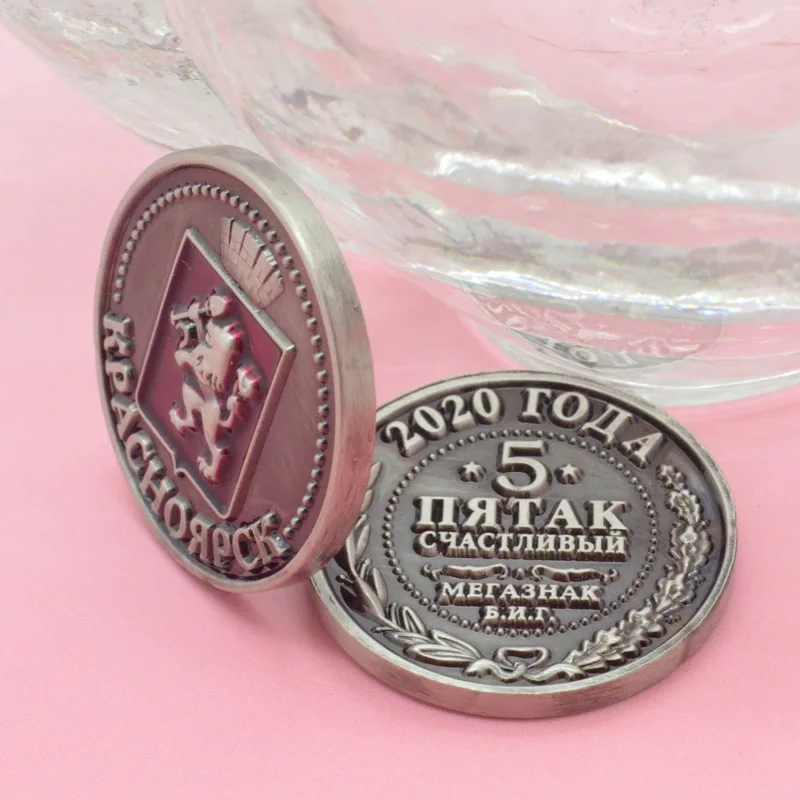 КРАСНОЯРСК
2020 ГОДА
5
ПЯТАК
СЧАСТЛИВЫЙ
МЕГАЗНАК
Б.И.Г.